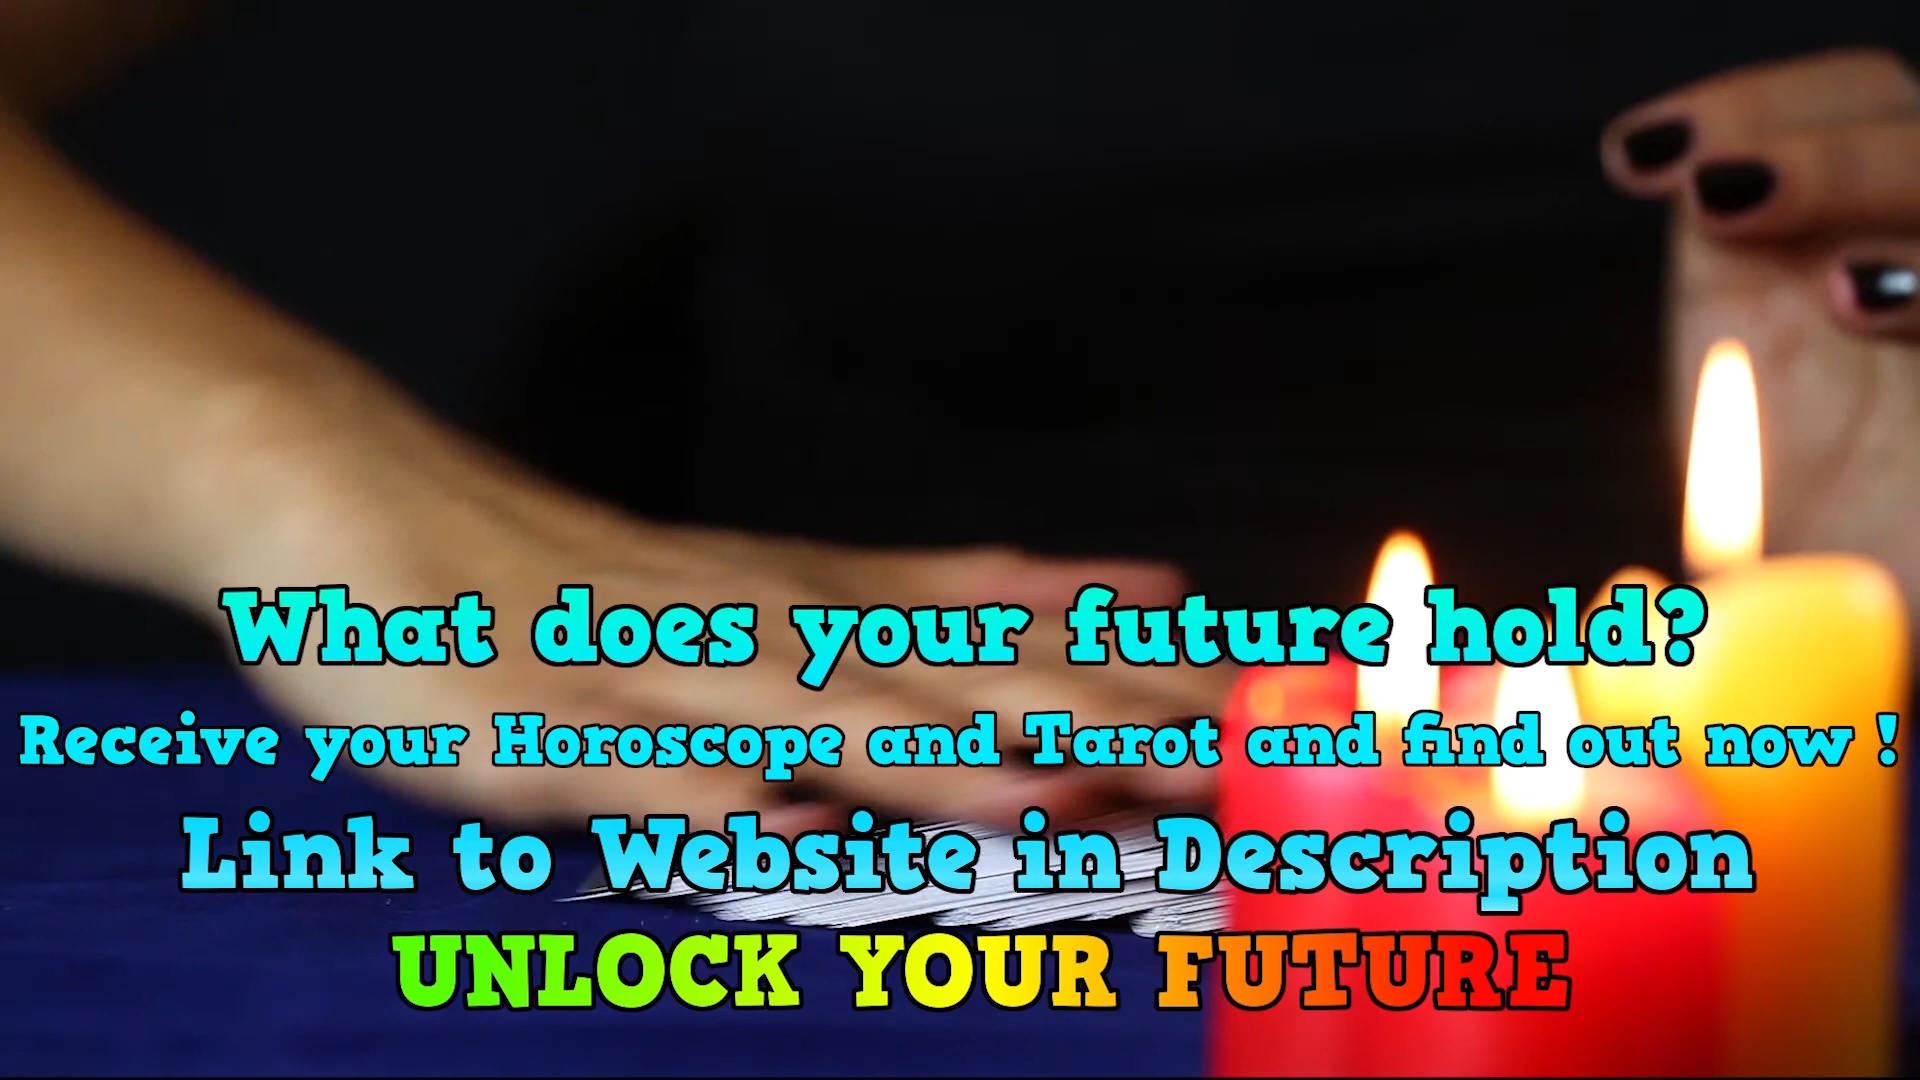 What does your future hold?
Receive your Horoscope and Tarot and find out now !
Link to Website in Description
UNLOCK YOUR FUTURE